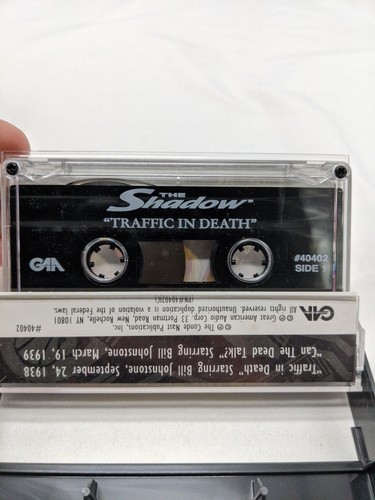 THE
Shadow™
"TRAFFIC IN DEATH"
GAA
#40402
SIDE 1
"Traffic in Death" Starring Bill Johnstone, September 24, 1938
"Can The Dead Talk?" Starring Bill Johnstone, March 19, 1939
℗© The Conde Nast Publications, Inc.
#40402
℗© Great American Audio Corp. 33 Portman Road, New Rochelle, NY 10801
All rights reserved. Unauthorized duplication is a violation of the Federal laws.
GAA